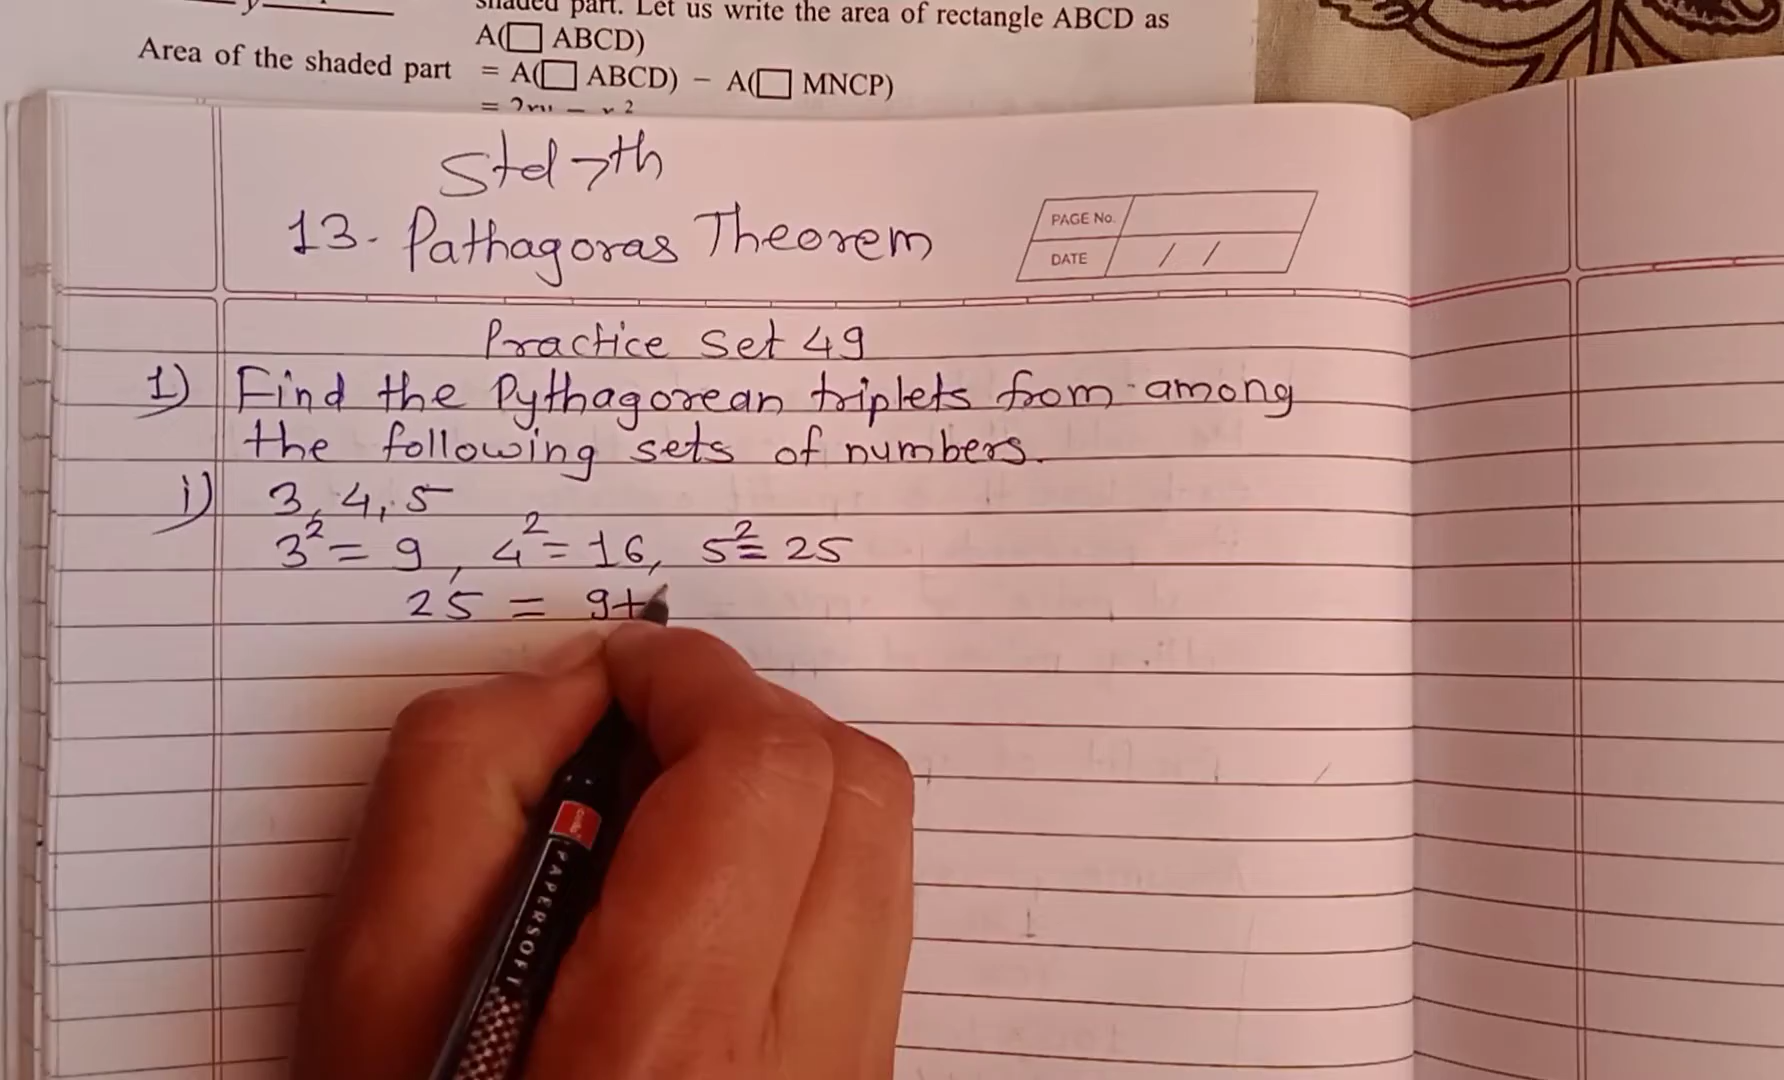 shaded part. Let us write the area of rectangle ABCD as
A(□ ABCD)
Area of the shaded part = A(□ ABCD) − A(□ MNCP)
= 2xy − x²
Std 7th
13. Pathagoras Theorem
PAGE No.
DATE / /
Practice Set 49
1) Find the Pythagorean triplets from among
the following sets of numbers.
i) 3, 4, 5
3² = 9, 4² = 16, 5² = 25
25 = 9+
PAPERSOFT